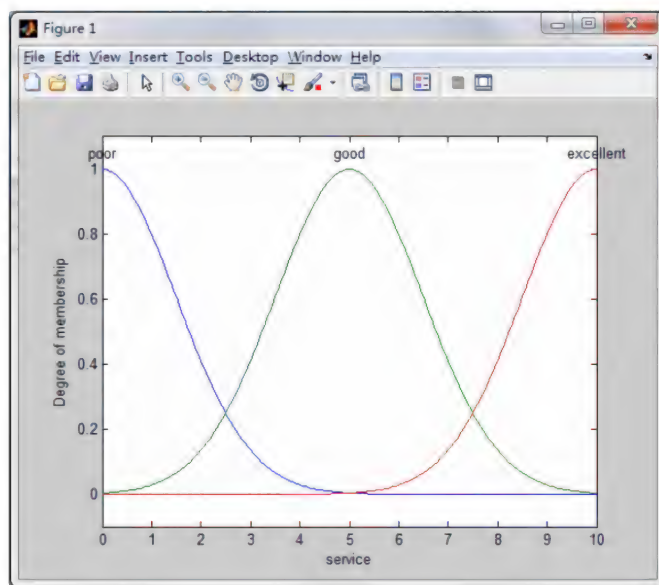 Figure 1
File Edit View Insert Tools Desktop Window Help
poor good excellent
1
0.8
0.6
0.4
0.2
0
Degree of membership
0 1 2 3 4 5 6 7 8 9 10
service